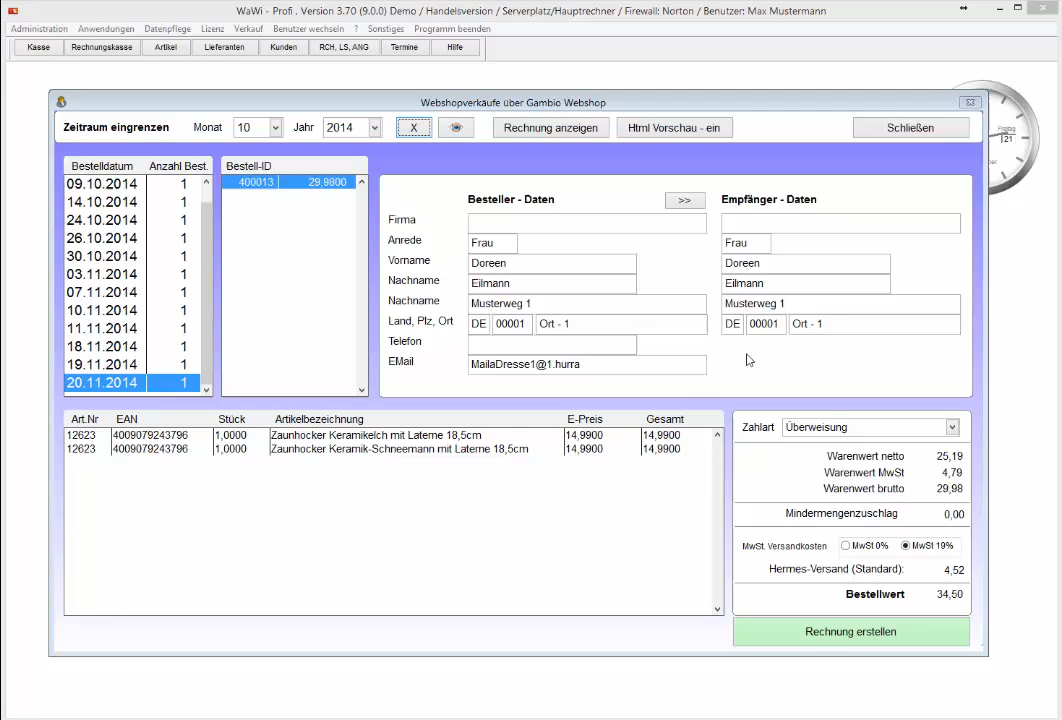 WaWi - Profi . Version 3.70 (9.0.0) Demo / Handelsversion / Serverplatz/Hauptrechner / Firewall: Norton / Benutzer: Max Mustermann
Administration Anwendungen Datenpflege Lizenz Verkauf Benutzer wechseln ? Sonstiges Programm beenden
Kasse Rechnungskasse Artikel Lieferanten Kunden RCH, LS, ANG Termine Hilfe
Webshopverkäufe über Gambio Webshop
Zeitraum eingrenzen Monat 10 Jahr 2014 X Rechnung anzeigen Html Vorschau - ein Schließen
Freitag
21
Bestelldatum Anzahl Best. Bestell-ID
09.10.2014 1 400013 29,9800
14.10.2014 1
24.10.2014 1
26.10.2014 1
30.10.2014 1
03.11.2014 1
07.11.2014 1
10.11.2014 1
11.11.2014 1
18.11.2014 1
19.11.2014 1
20.11.2014 1
Besteller - Daten >> Empfänger - Daten
Firma
Anrede Frau Frau
Vorname Doreen Doreen
Nachname Eilmann Eilmann
Nachname Musterweg 1 Musterweg 1
Land, Plz, Ort DE 00001 Ort - 1 DE 00001 Ort - 1
Telefon
EMail MailaDresse1@1.hurra
Art.Nr EAN Stück Artikelbezeichnung E-Preis Gesamt
12623 4009079243796 1,0000 Zaunhocker Keramikelch mit Laterne 18,5cm 14,9900 14,9900
12623 4009079243796 1,0000 Zaunhocker Keramik-Schneemann mit Laterne 18,5cm 14,9900 14,9900
Zahlart Überweisung
Warenwert netto 25,19
Warenwert MwSt 4,79
Warenwert brutto 29,98
Mindermengenzuschlag 0,00
MwSt. Versandkosten MwSt 0% MwSt 19%
Hermes-Versand (Standard): 4,52
Bestellwert 34,50
Rechnung erstellen